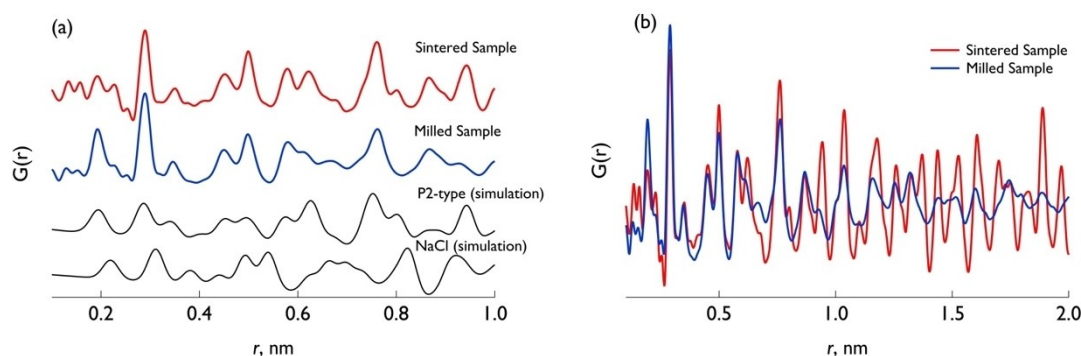 (a)
Sintered Sample
Milled Sample
P2-type (simulation)
NaCl (simulation)
G(r)
0.2 0.4 0.6 0.8 1.0
r, nm
(b)
Sintered Sample
Milled Sample
G(r)
0.5 1.0 1.5 2.0
r, nm